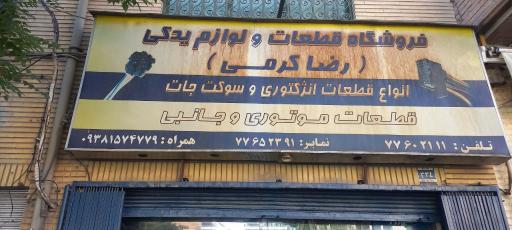 فروشگاه قطعات و لوازم یدکی
( رضا کرمی )
انواع قطعات انژکتوری و سوکت جات
قطعات موتوری و جانبی
تلفن: ۷۷۶۰۲۱۱۱ نمابر: ۷۷۶۵۲۳۹۱ همراه: ۰۹۳۸۱۵۷۴۷۷۹